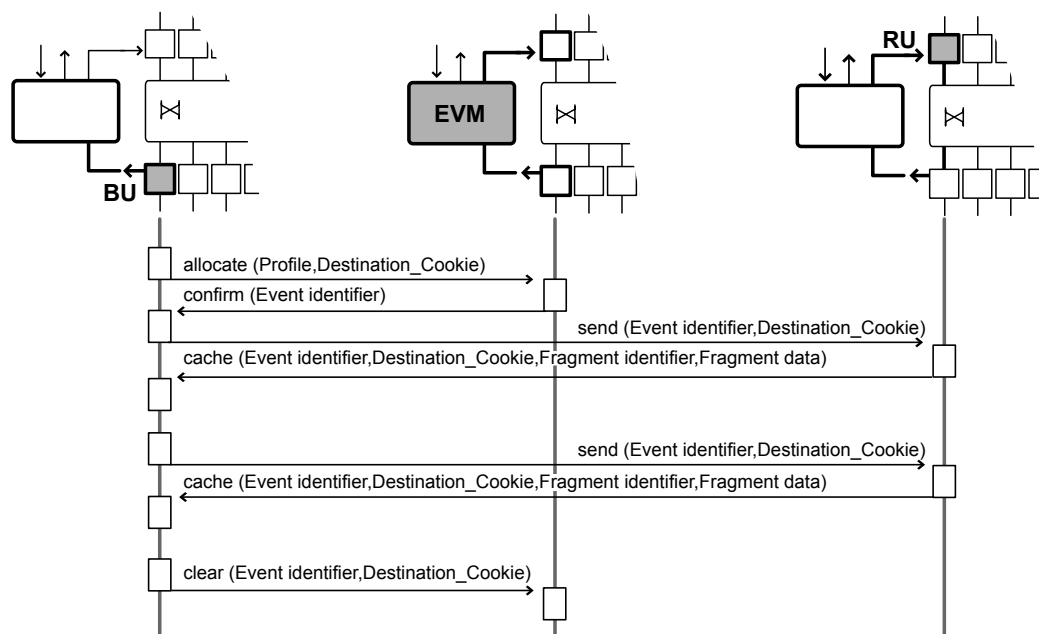 RU
EVM
BU
allocate (Profile,Destination_Cookie)
confirm (Event identifier)
send (Event identifier,Destination_Cookie)
cache (Event identifier,Destination_Cookie,Fragment identifier,Fragment data)
send (Event identifier,Destination_Cookie)
cache (Event identifier,Destination_Cookie,Fragment identifier,Fragment data)
clear (Event identifier,Destination_Cookie)